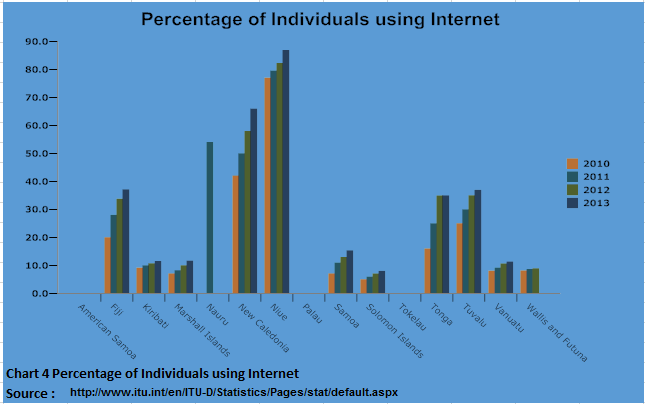 Percentage of Individuals using Internet
90.0
80.0
70.0
60.0
50.0
40.0
30.0
20.0
10.0
0.0
2010
2011
2012
2013
American Samoa
Fiji
Kiribati
Marshall Islands
Nauru
New Caledonia
Niue
Palau
Samoa
Solomon Islands
Tokelau
Tonga
Tuvalu
Vanuatu
Wallis and Futuna
Chart 4 Percentage of Individuals using Internet
Source : http://www.itu.int/en/ITU-D/Statistics/Pages/stat/default.aspx